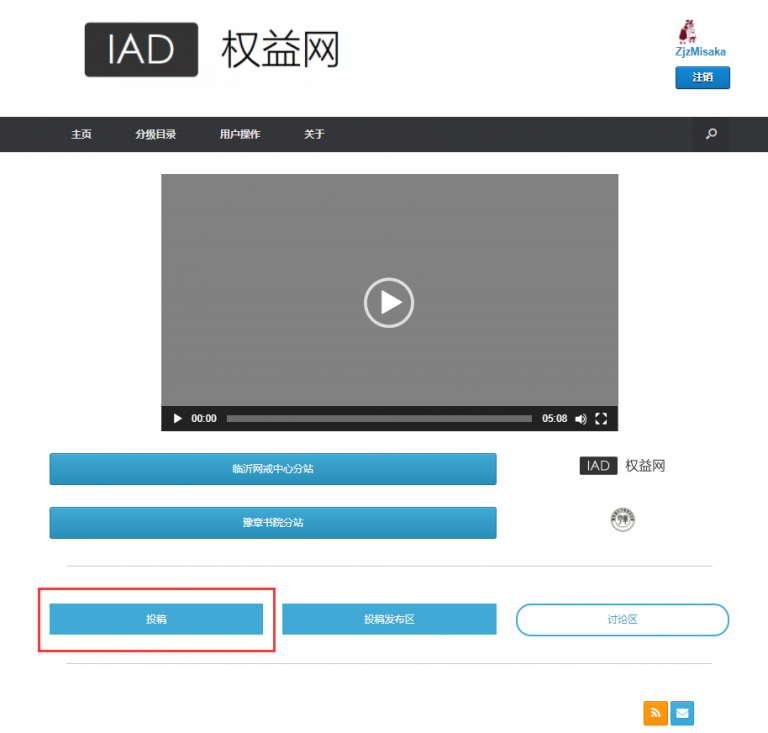 IAD 权益网
ZjzMisaka
注销
主页 分级目录 用户操作 关于
00:00 05:08
临沂网戒中心分站
IAD 权益网
豫章书院分站
投稿 投稿发布区 讨论区